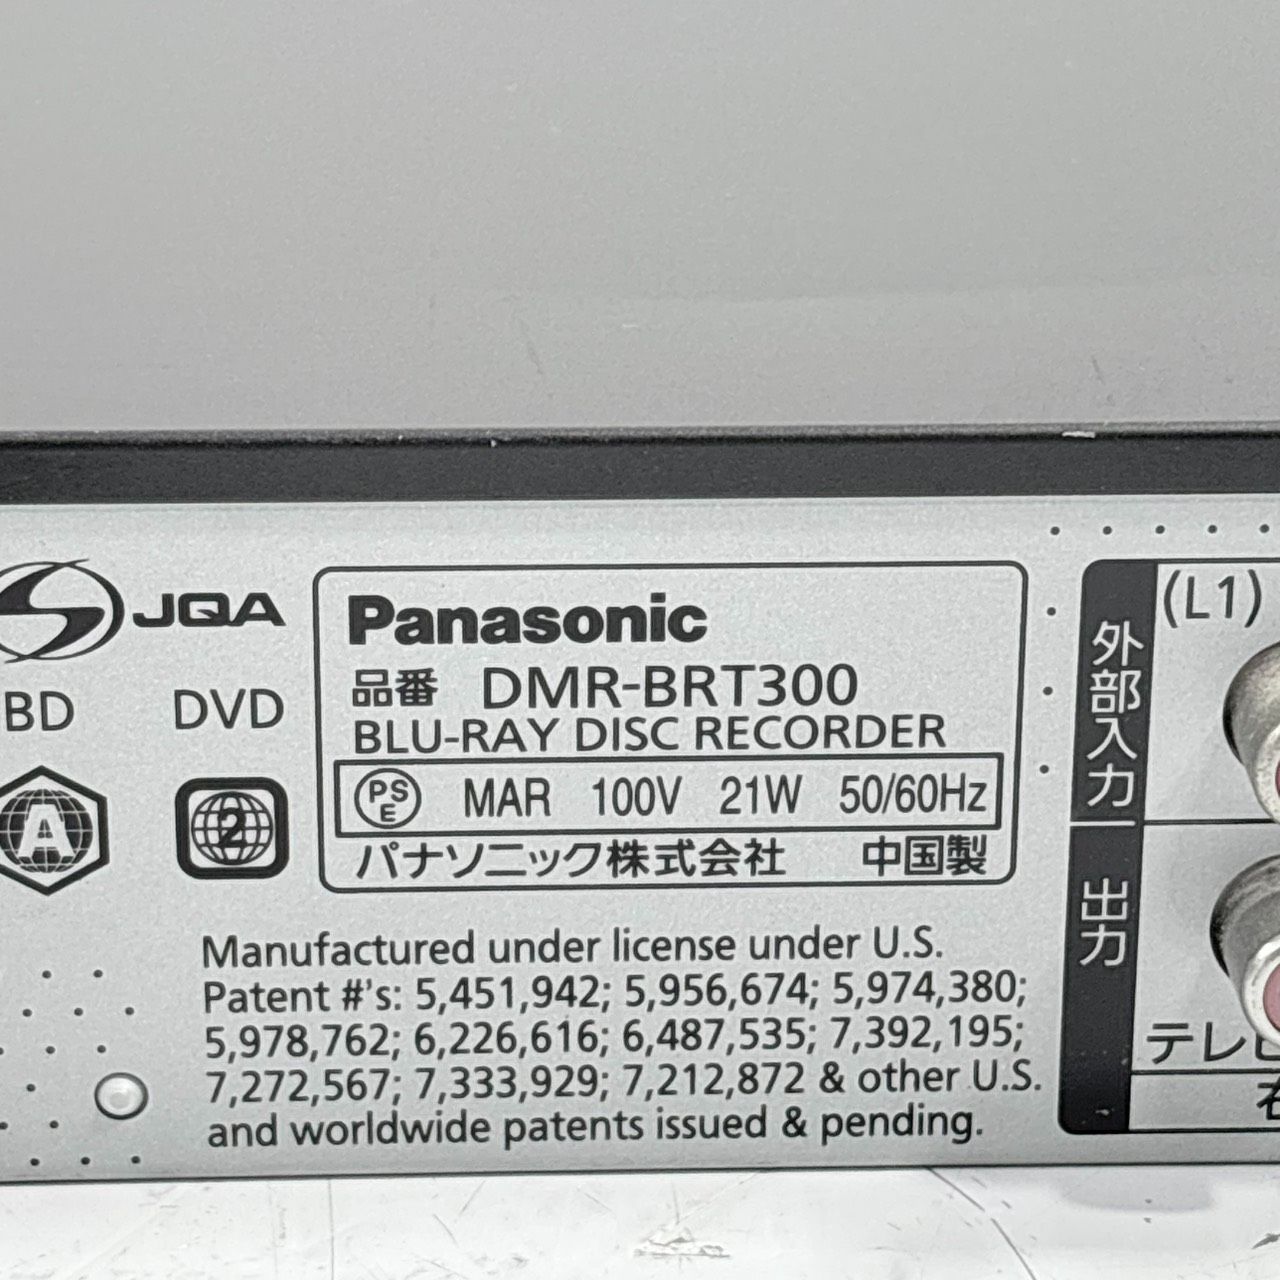 JQA
BD DVD
A 2
Panasonic
品番 DMR-BRT300
BLU-RAY DISC RECORDER
PSE MAR 100V 21W 50/60Hz
パナソニック株式会社 中国製
Manufactured under license under U.S.
Patent #'s: 5,451,942; 5,956,674; 5,974,380;
5,978,762; 6,226,616; 6,487,535; 7,392,195;
7,272,567; 7,333,929; 7,212,872 & other U.S.
and worldwide patents issued & pending.
外部入力
(L1)
出力
テレ